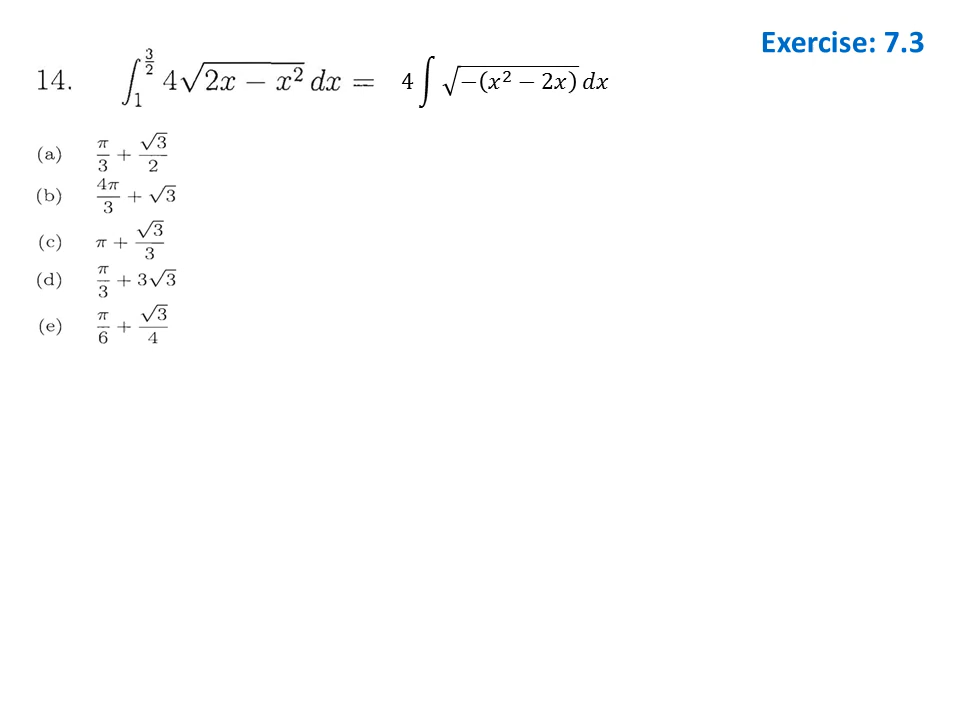 Exercise: 7.3
14. ∫₁^{3/2} 4√(2x − x²) dx = 4∫ √(−(x² − 2x)) dx
(a) π/3 + √3/2
(b) 4π/3 + √3
(c) π + √3/3
(d) π/3 + 3√3
(e) π/6 + √3/4